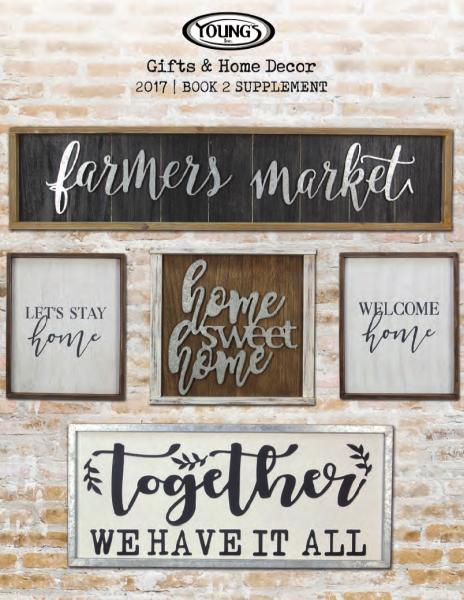 YOUNG'S
Inc.
Gifts & Home Decor
2017 | BOOK 2 SUPPLEMENT
farmers market
LET'S STAY
home
home
sweet
home
WELCOME
home
together
WE HAVE IT ALL